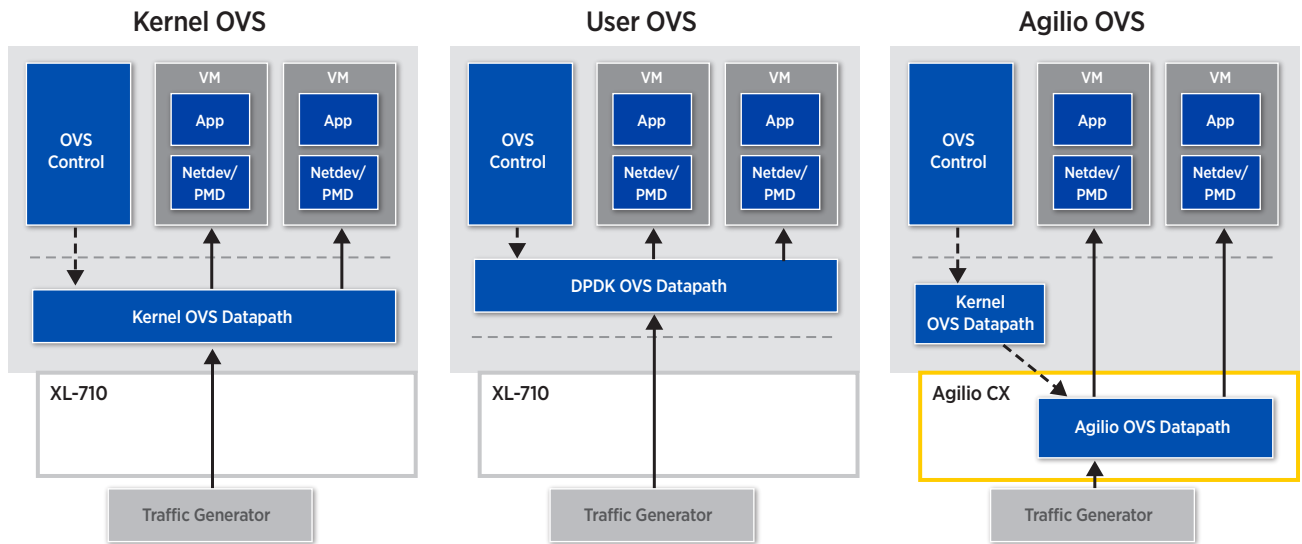 Kernel OVS
OVS
Control
VM
App
Netdev/
PMD
VM
App
Netdev/
PMD
Kernel OVS Datapath
XL-710
Traffic Generator
User OVS
OVS
Control
VM
App
Netdev/
PMD
VM
App
Netdev/
PMD
DPDK OVS Datapath
XL-710
Traffic Generator
Agilio OVS
OVS
Control
VM
App
Netdev/
PMD
VM
App
Netdev/
PMD
Kernel
OVS Datapath
Agilio CX
Agilio OVS Datapath
Traffic Generator